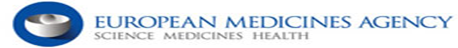 EUROPEAN MEDICINES AGENCY
SCIENCE MEDICINES HEALTH